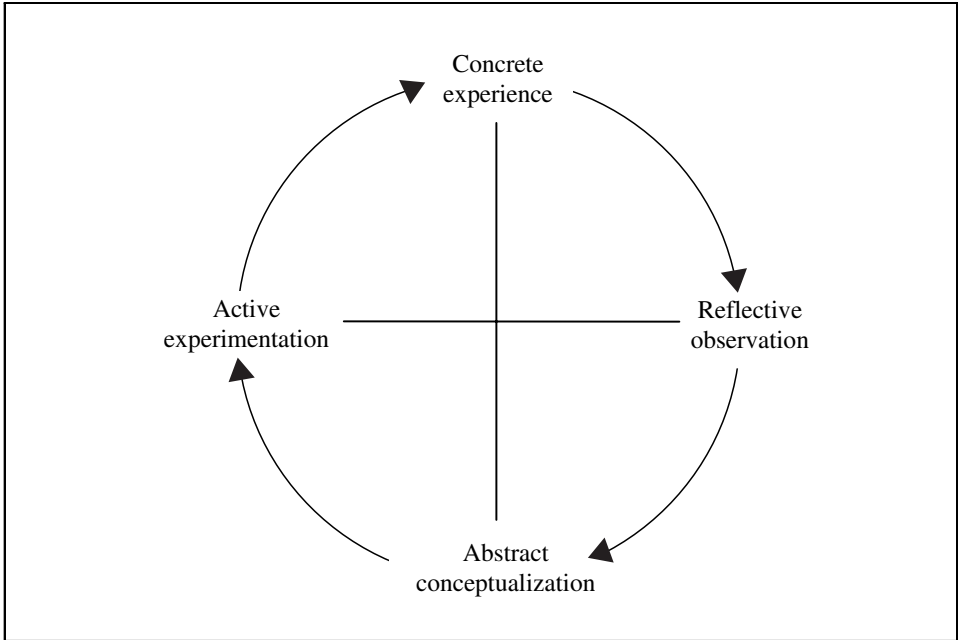 Concrete
experience
Active
experimentation
Reflective
observation
Abstract
conceptualization